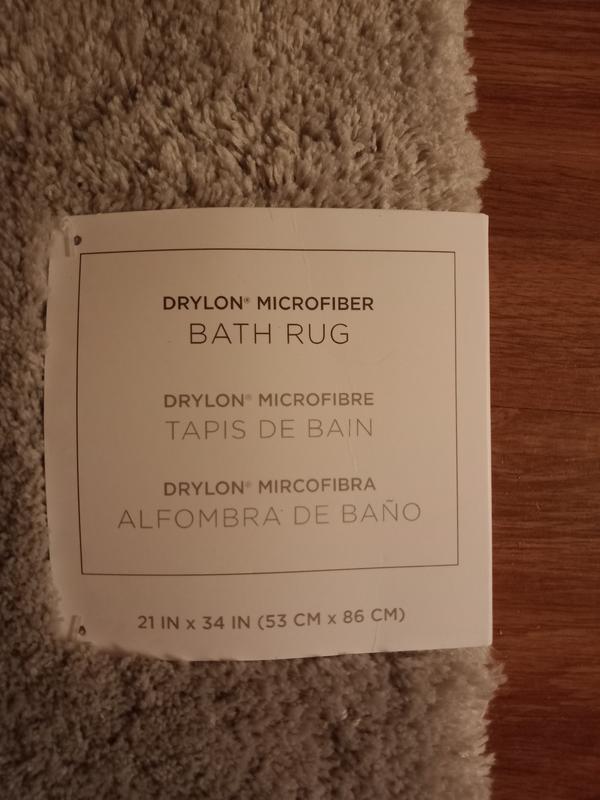 DRYLON® MICROFIBER
BATH RUG
DRYLON® MICROFIBRE
TAPIS DE BAIN
DRYLON® MIRCOFIBRA
ALFOMBRA DE BAÑO
21 IN x 34 IN (53 CM x 86 CM)